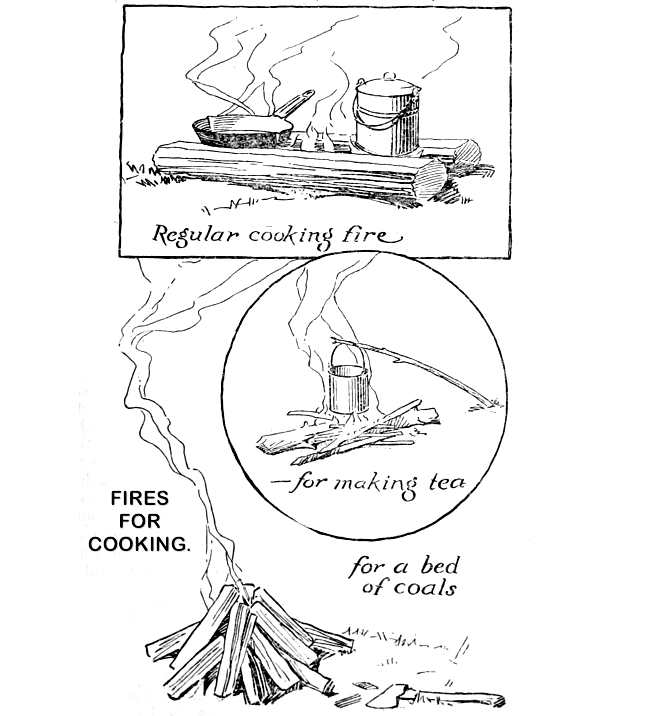 Regular cooking fire
—for making tea
FIRES
FOR
COOKING.
for a bed
of coals